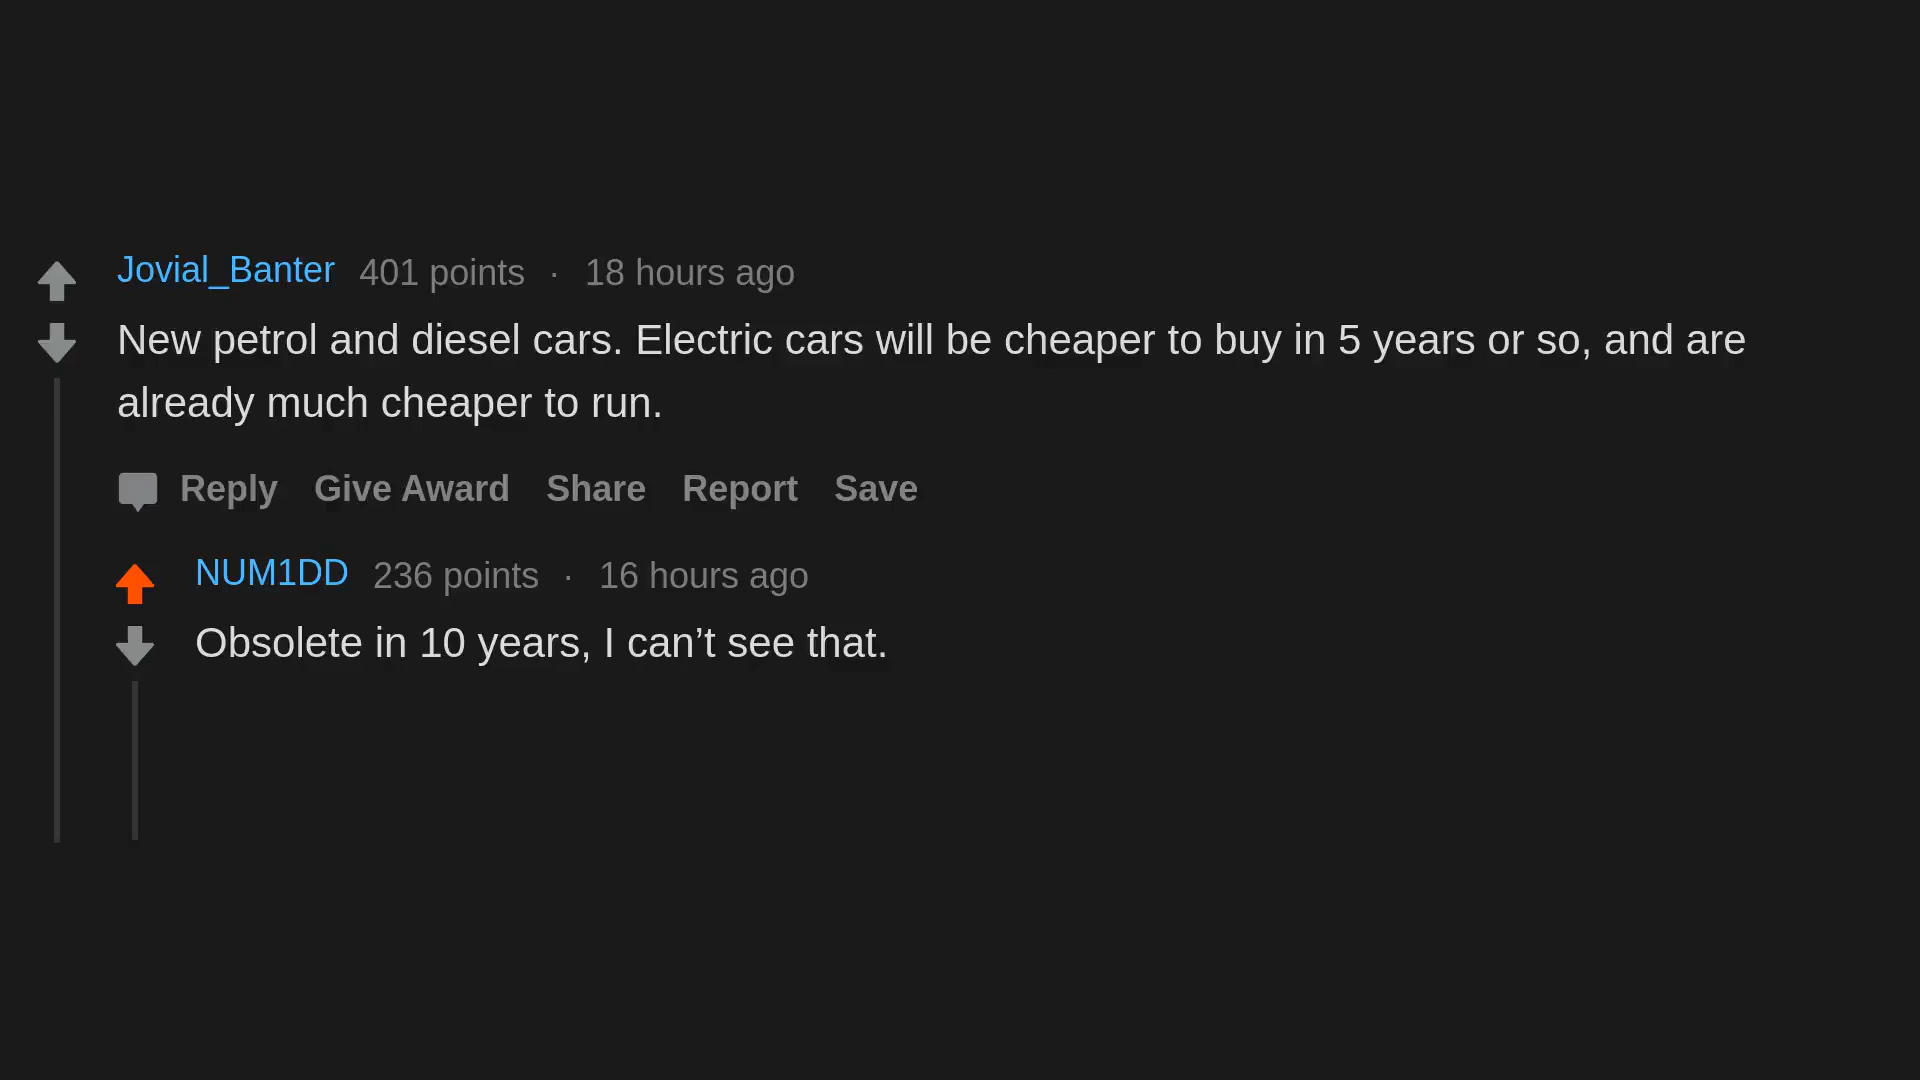 Jovial_Banter 401 points · 18 hours ago
New petrol and diesel cars. Electric cars will be cheaper to buy in 5 years or so, and are
already much cheaper to run.
Reply Give Award Share Report Save
NUM1DD 236 points · 16 hours ago
Obsolete in 10 years, I can’t see that.